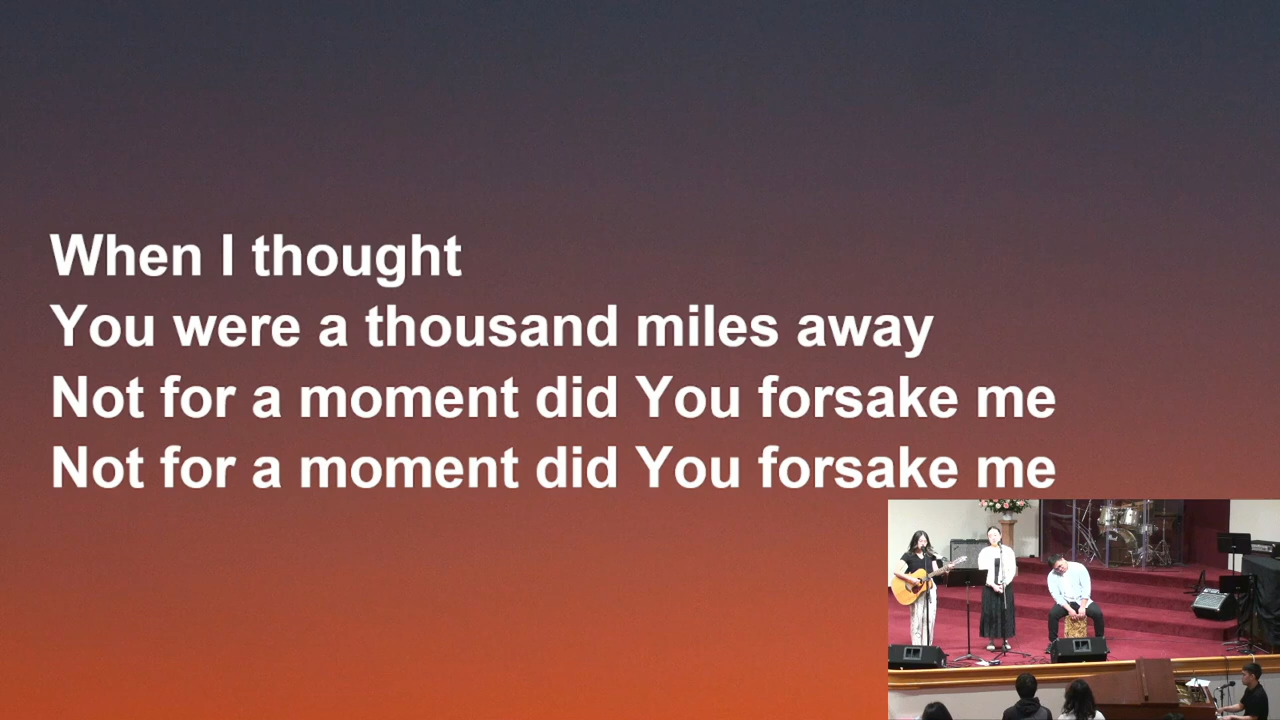 When I thought
You were a thousand miles away
Not for a moment did You forsake me
Not for a moment did You forsake me